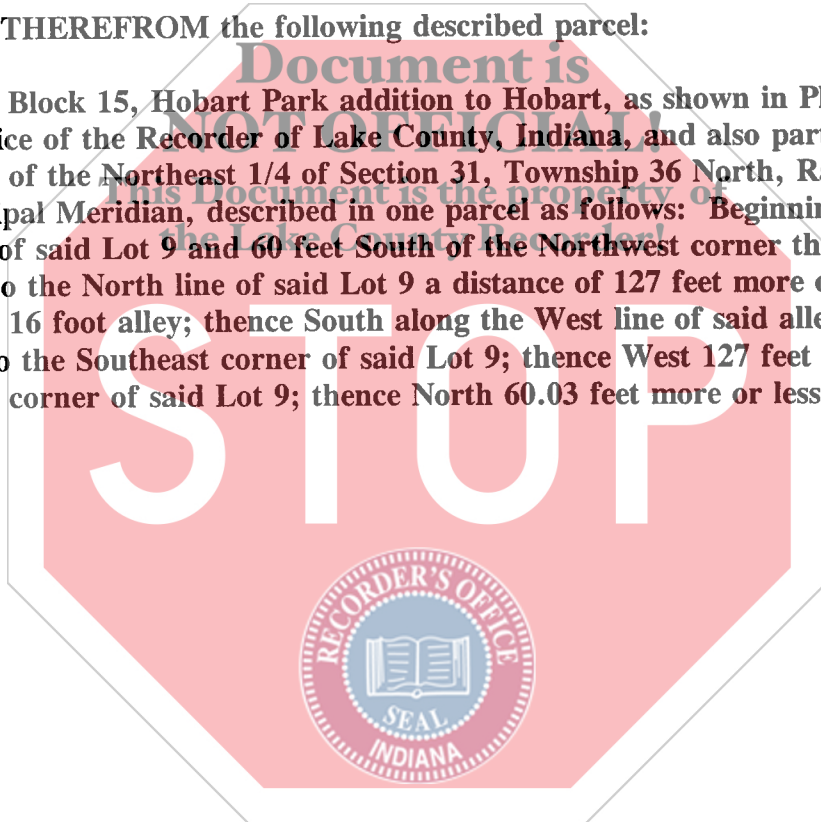 THEREFROM the following described parcel:
Document is
Block 15, Hobart Park addition to Hobart, as shown in Pl
NOT OFFICIAL!
ice of the Recorder of Lake County, Indiana, and also par
of the Northeast 1/4 of Section 31, Township 36 North, R
This Document is the property of
pal Meridian, described in one parcel as follows: Beginnin
the Lake County Recorder!
of said Lot 9 and 60 feet South of the Northwest corner th
o the North line of said Lot 9 a distance of 127 feet more o
16 foot alley; thence South along the West line of said alle
o the Southeast corner of said Lot 9; thence West 127 feet
corner of said Lot 9; thence North 60.03 feet more or less
STOP
RECORDER'S OFFICE
SEAL
INDIANA